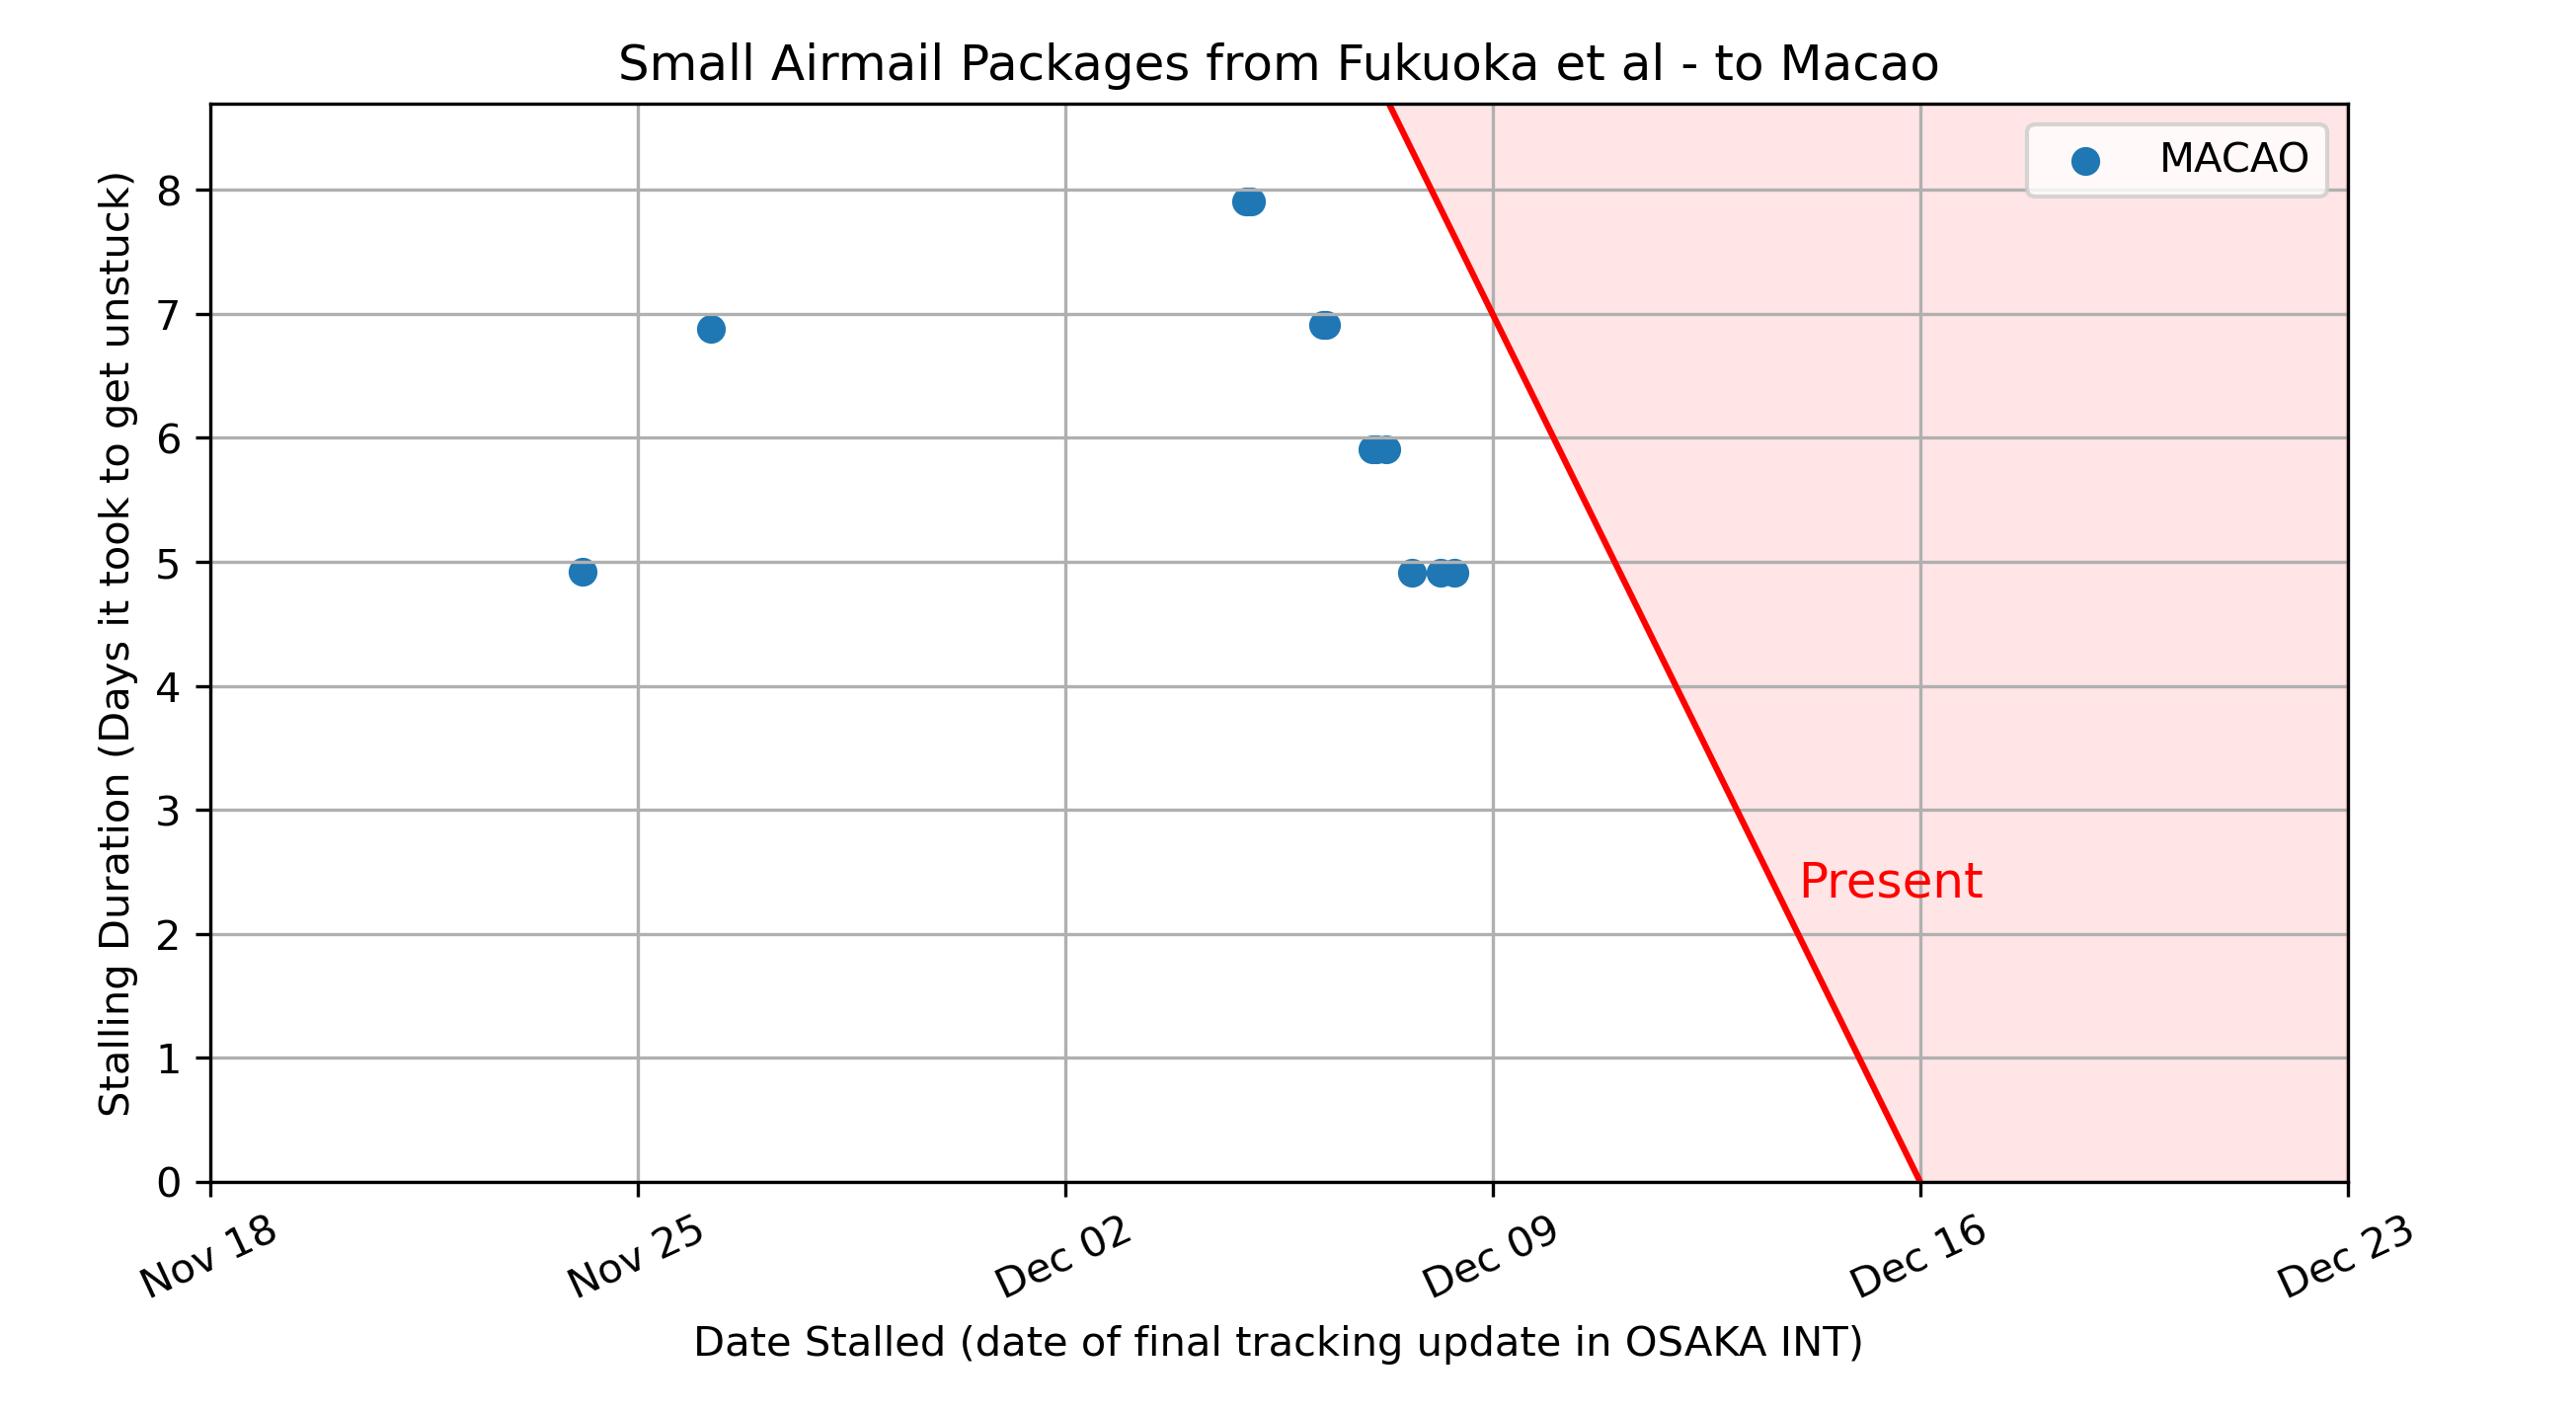 Small Airmail Packages from Fukuoka et al - to Macao
MACAO
Stalling Duration (Days it took to get unstuck)
8
7
6
5
4
3
2
1
0
Present
Nov 18
Nov 25
Dec 02
Dec 09
Dec 16
Dec 23
Date Stalled (date of final tracking update in OSAKA INT)